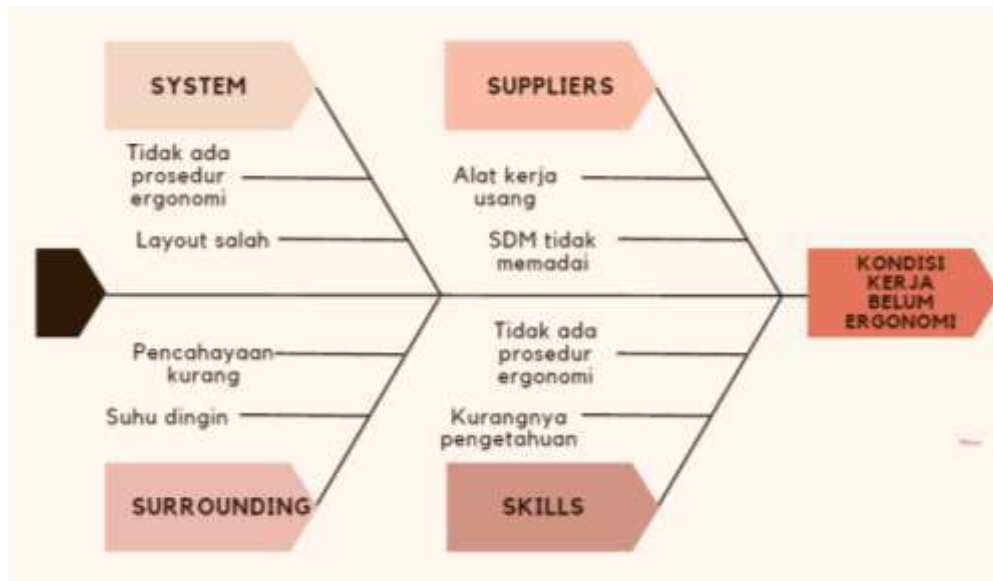 SYSTEM
Tidak ada
prosedur
ergonomi
Layout salah
SUPPLIERS
Alat kerja
usang
SDM tidak
memadai
KONDISI
KERJA
BELUM
ERGONOMI
Pencahayaan
kurang
Suhu dingin
SURROUNDING
Tidak ada
prosedur
ergonomi
Kurangnya
pengetahuan
SKILLS